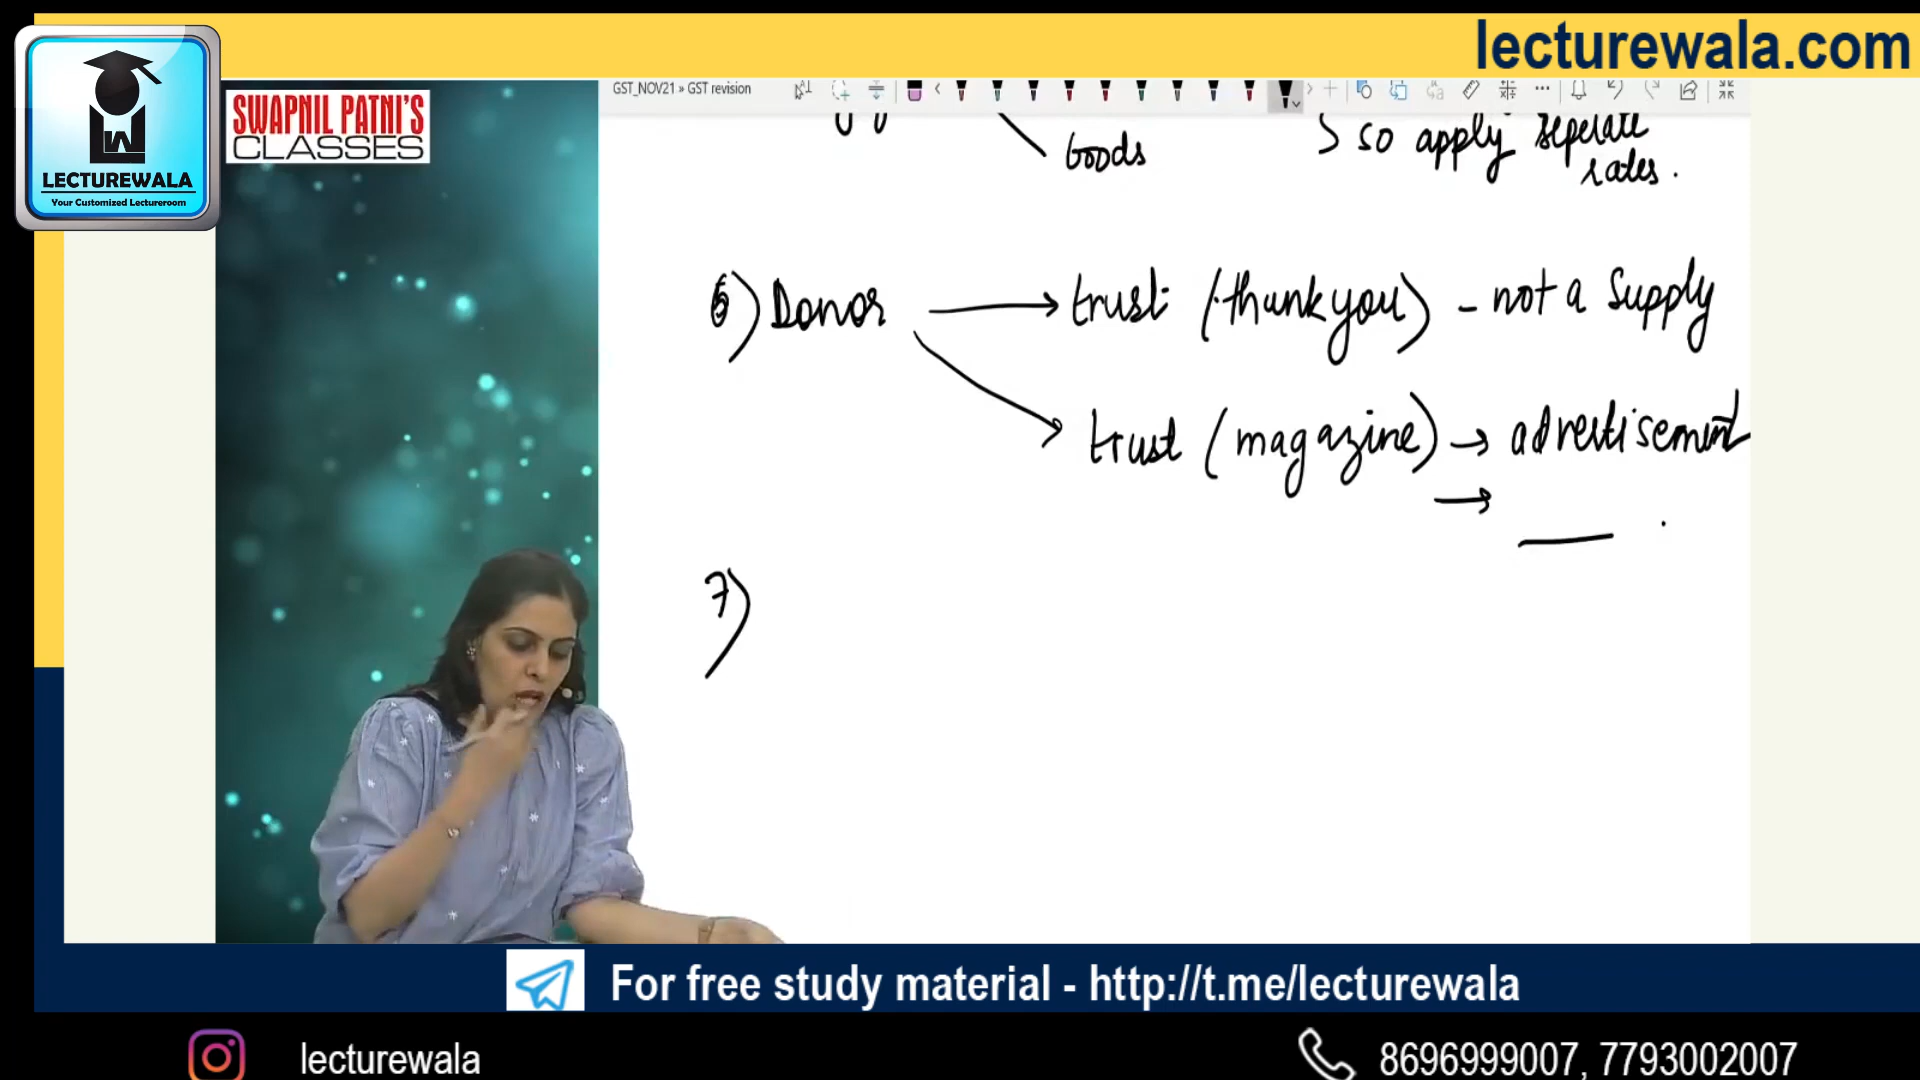 lecturewala.com
LECTUREWALA
Your Customized Lectureroom
SWAPNIL PATNI'S
CLASSES
GST_NOV21 » GST revision
Goods
so apply seperate
rates.
6) Donor → trust (thank you) - not a supply
trust (magazine) → advertisement
→
7)
For free study material - http://t.me/lecturewala
lecturewala
8696999007, 7793002007